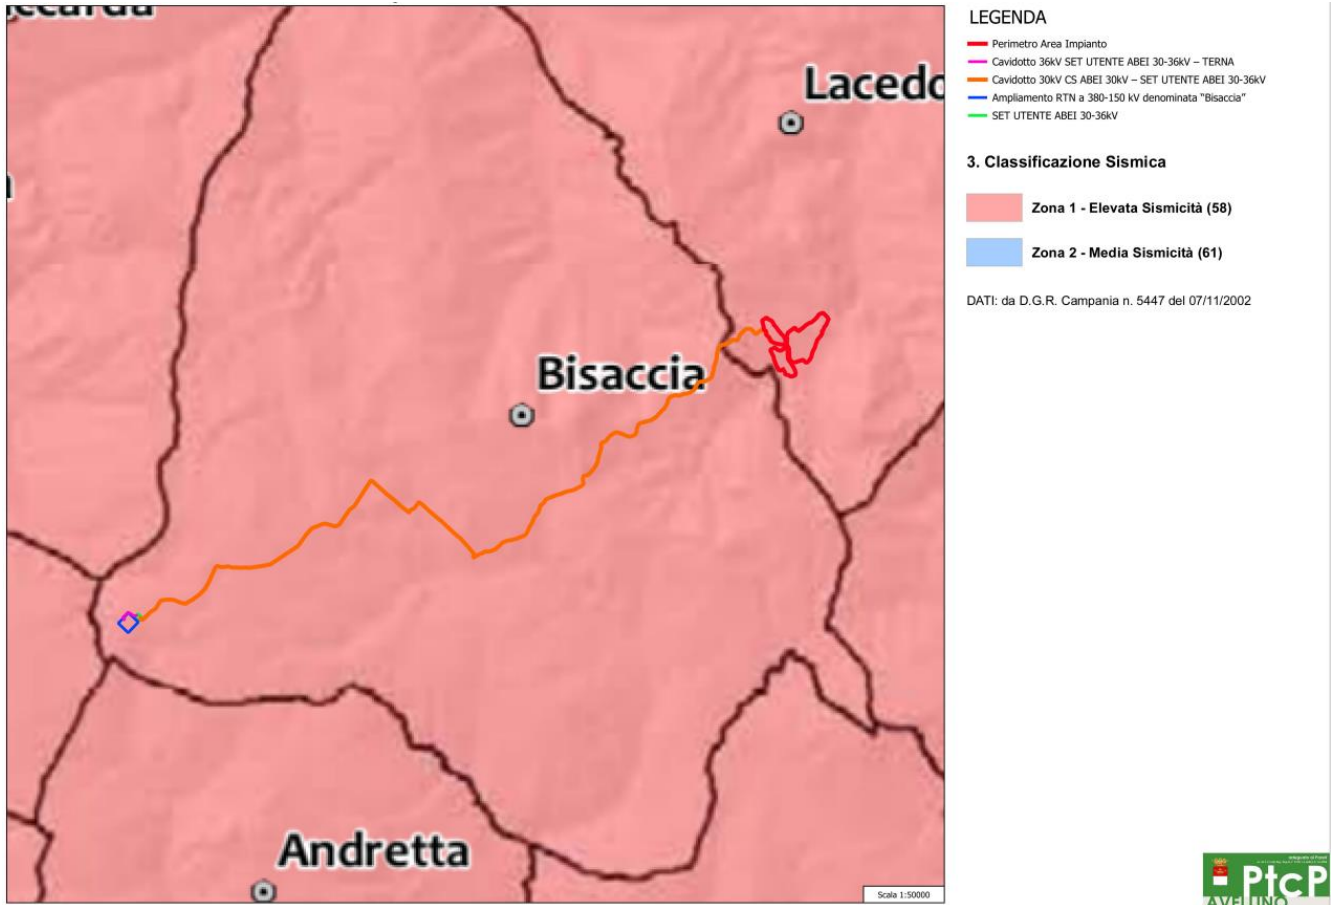 Lacedo
Bisaccia
Andretta
Scala 1:50000
LEGENDA
Perimetro Area Impianto
Cavidotto 36kV SET UTENTE ABEI 30-36kV – TERNA
Cavidotto 30kV CS ABEI 30kV – SET UTENTE ABEI 30-36kV
Ampliamento RTN a 380-150 kV denominata “Bisaccia”
SET UTENTE ABEI 30-36kV
3. Classificazione Sismica
Zona 1 - Elevata Sismicità (58)
Zona 2 - Media Sismicità (61)
DATI: da D.G.R. Campania n. 5447 del 07/11/2002
PtcP